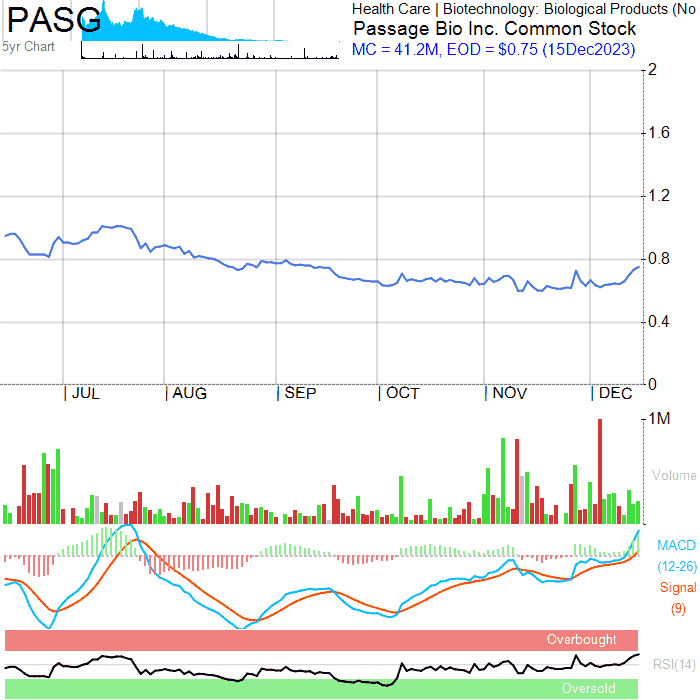 PASG
5yr Chart
Health Care | Biotechnology: Biological Products (No
Passage Bio Inc. Common Stock
MC = 41.2M, EOD = $0.75 (15Dec2023)
2
1.6
1.2
0.8
0.4
0
| JUL | AUG | SEP | OCT | NOV | DEC
1M
Volume
MACD
(12-26)
Signal
(9)
Overbought
RSI(14)
Oversold